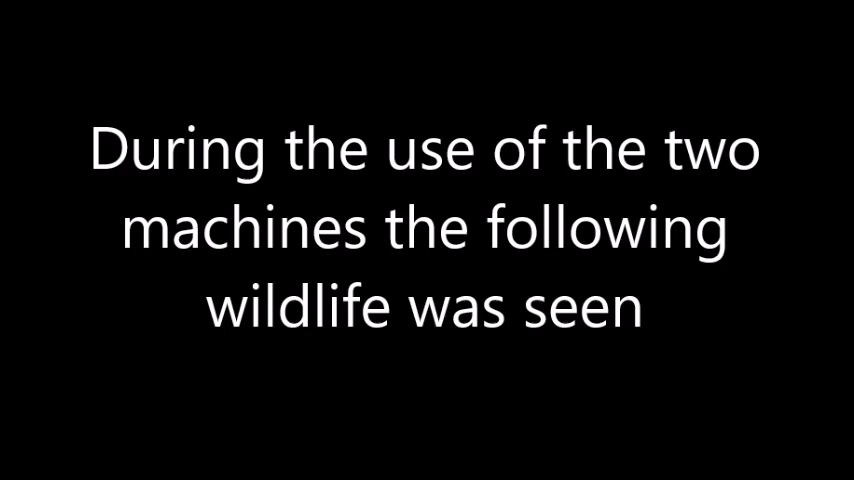 During the use of the two
machines the following
wildlife was seen